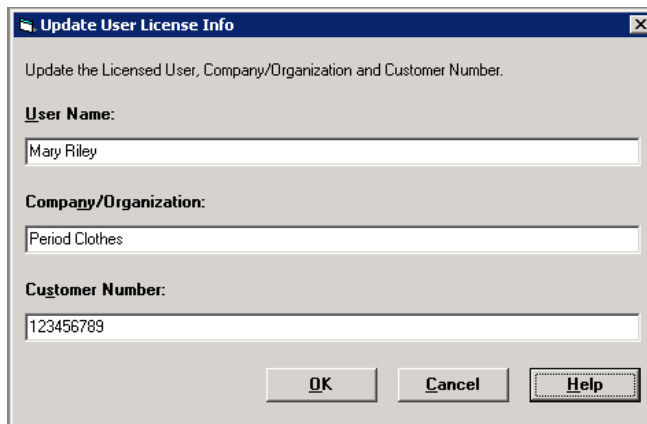 Update User License Info
Update the Licensed User, Company/Organization and Customer Number.
User Name:
Mary Riley
Company/Organization:
Period Clothes
Customer Number:
123456789
OK Cancel Help